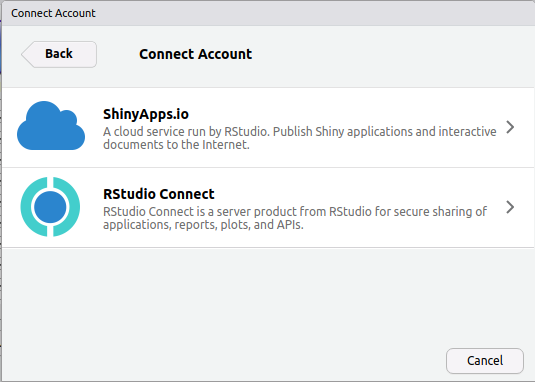 Connect Account
Back
Connect Account
ShinyApps.io
A cloud service run by RStudio. Publish Shiny applications and interactive
documents to the Internet.
RStudio Connect
RStudio Connect is a server product from RStudio for secure sharing of
applications, reports, plots, and APIs.
Cancel